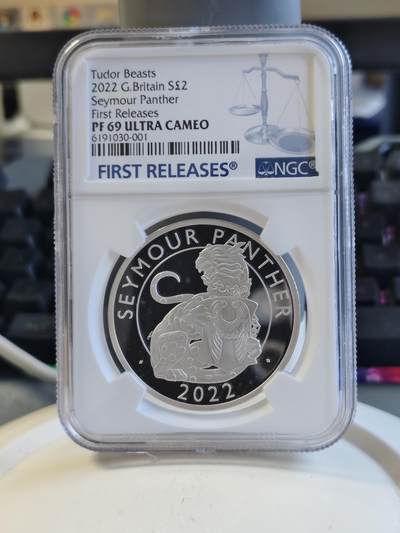 Tudor Beasts
2022 G.Britain S£2
Seymour Panther
First Releases
PF 69 ULTRA CAMEO
6191030-001
FIRST RELEASES®
NGC®
SEYMOUR PANTHER
2022